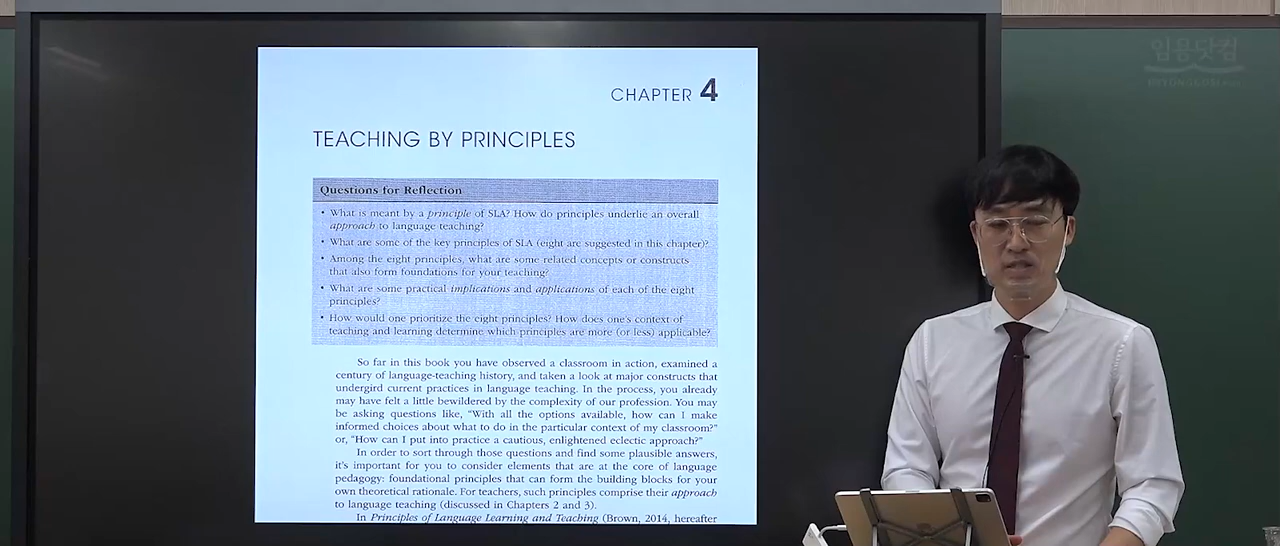 임용닷컴
CHAPTER 4
TEACHING BY PRINCIPLES
Questions for Reflection
• What is meant by a principle of SLA? How do principles underlie an overall
approach to language teaching?
• What are some of the key principles of SLA (eight are suggested in this chapter)?
• Among the eight principles, what are some related concepts or constructs
that also form foundations for your teaching?
• What are some practical implications and applications of each of the eight
principles?
• How would one prioritize the eight principles? How does one's context of
teaching and learning determine which principles are more (or less) applicable?
So far in this book you have observed a classroom in action, examined a
century of language-teaching history, and taken a look at major constructs that
undergird current practices in language teaching. In the process, you already
may have felt a little bewildered by the complexity of our profession. You may
be asking questions like, “With all the options available, how can I make
informed choices about what to do in the particular context of my classroom?”
or, “How can I put into practice a cautious, enlightened eclectic approach?”
In order to sort through those questions and find some plausible answers,
it's important for you to consider elements that are at the core of language
pedagogy: foundational principles that can form the building blocks for your
own theoretical rationale. For teachers, such principles comprise their approach
to language teaching (discussed in Chapters 2 and 3).
In Principles of Language Learning and Teaching (Brown, 2014, hereafter